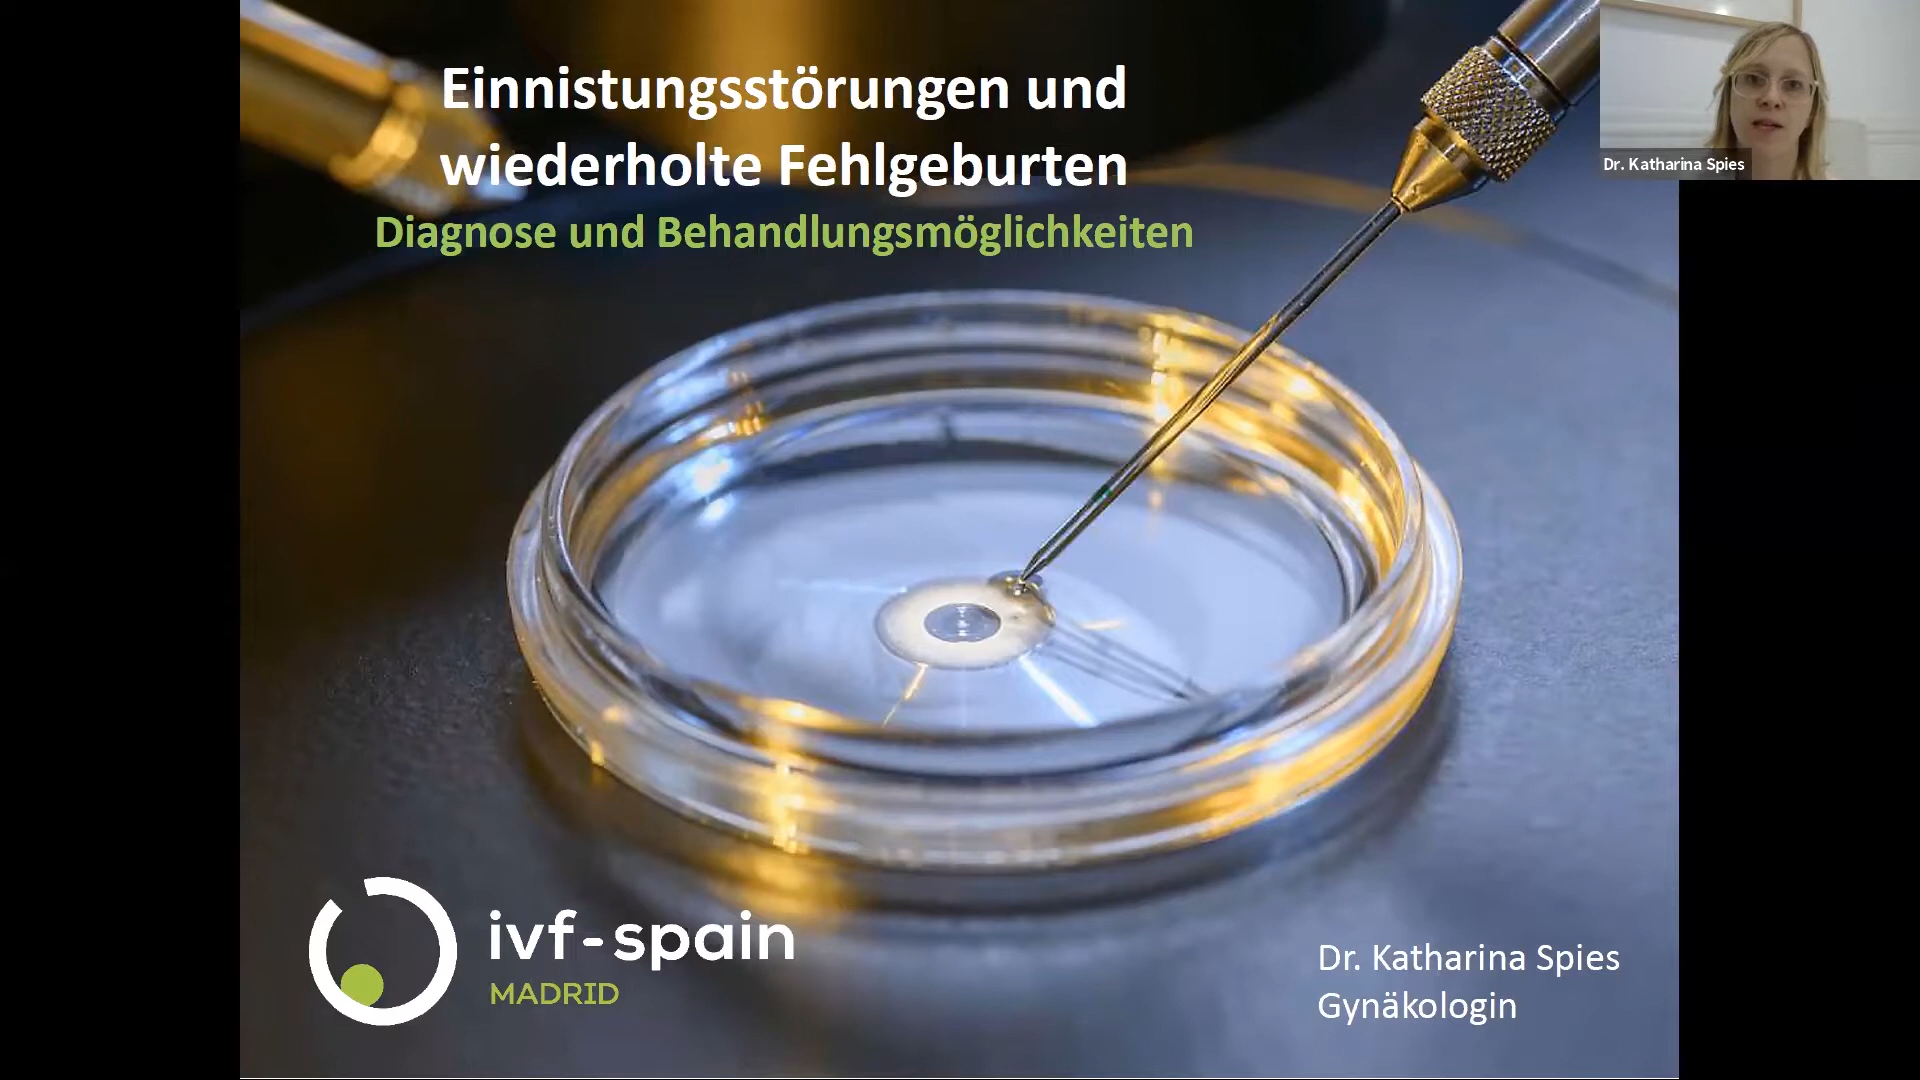 Einnistungsstörungen und
wiederholte Fehlgeburten
Diagnose und Behandlungsmöglichkeiten
Dr. Katharina Spies
ivf-spain
MADRID
Dr. Katharina Spies
Gynäkologin